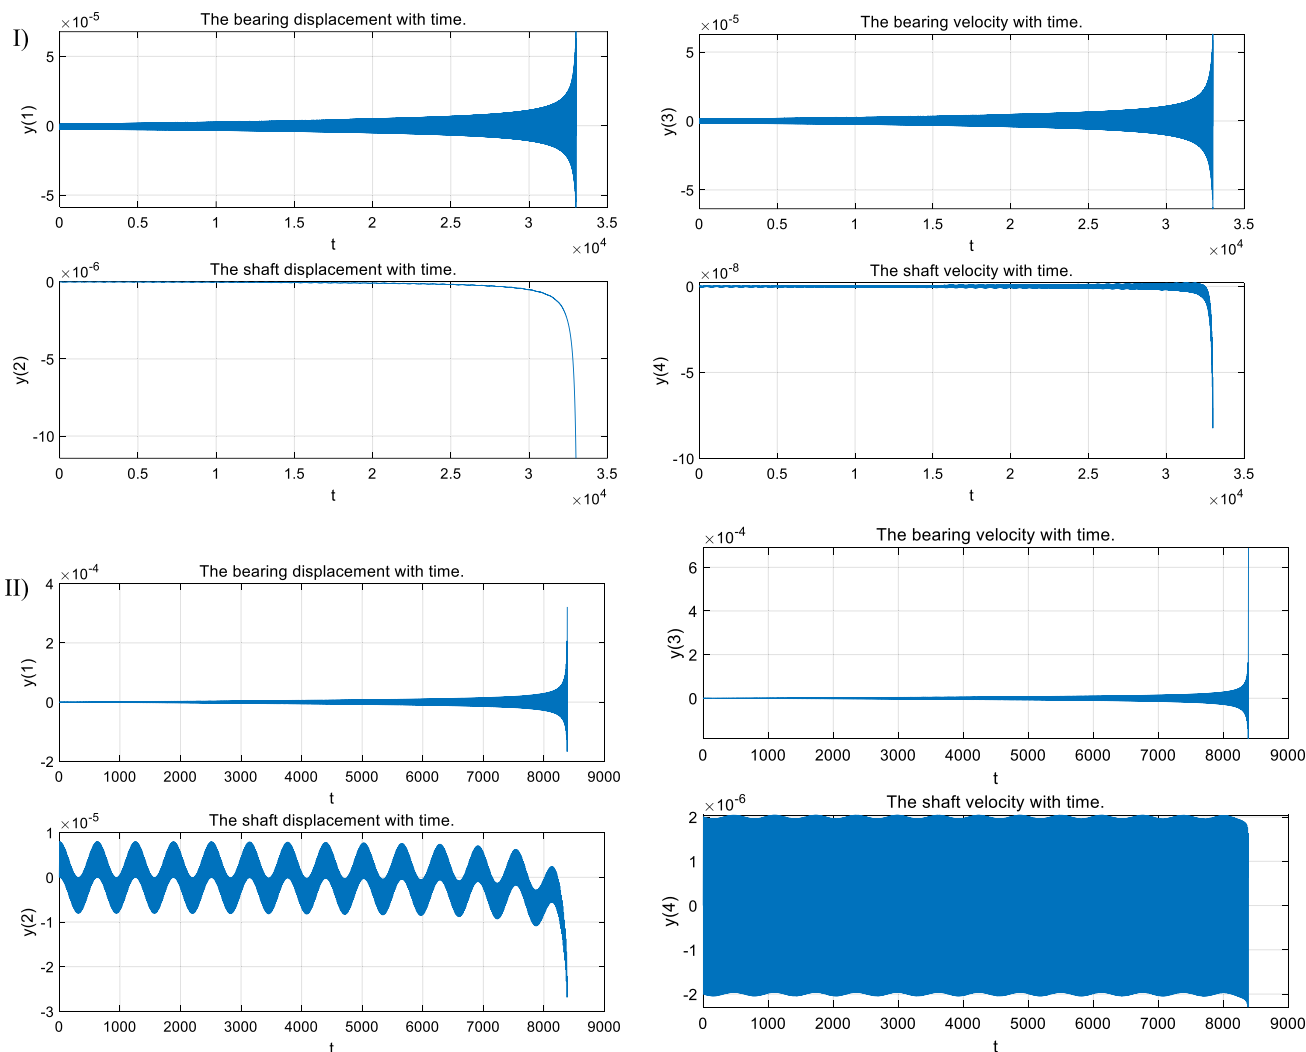 I)
The bearing displacement with time.
×10-5
5
0
-5
y(1)
0 0.5 1 1.5 2 2.5 3 3.5
t
×104
The bearing velocity with time.
×10-5
5
0
-5
y(3)
0 0.5 1 1.5 2 2.5 3 3.5
t
×104
The shaft displacement with time.
×10-6
0
-5
-10
y(2)
0 0.5 1 1.5 2 2.5 3 3.5
t
×104
The shaft velocity with time.
×10-8
0
-5
-10
y(4)
0 0.5 1 1.5 2 2.5 3 3.5
t
×104
II)
The bearing displacement with time.
×10-4
4
2
0
-2
y(1)
0 1000 2000 3000 4000 5000 6000 7000 8000 9000
t
The bearing velocity with time.
×10-4
6
4
2
0
y(3)
0 1000 2000 3000 4000 5000 6000 7000 8000 9000
t
The shaft displacement with time.
×10-5
1
0
-1
-2
-3
y(2)
0 1000 2000 3000 4000 5000 6000 7000 8000 9000
t
The shaft velocity with time.
×10-6
2
1
0
-1
-2
y(4)
0 1000 2000 3000 4000 5000 6000 7000 8000 9000
t